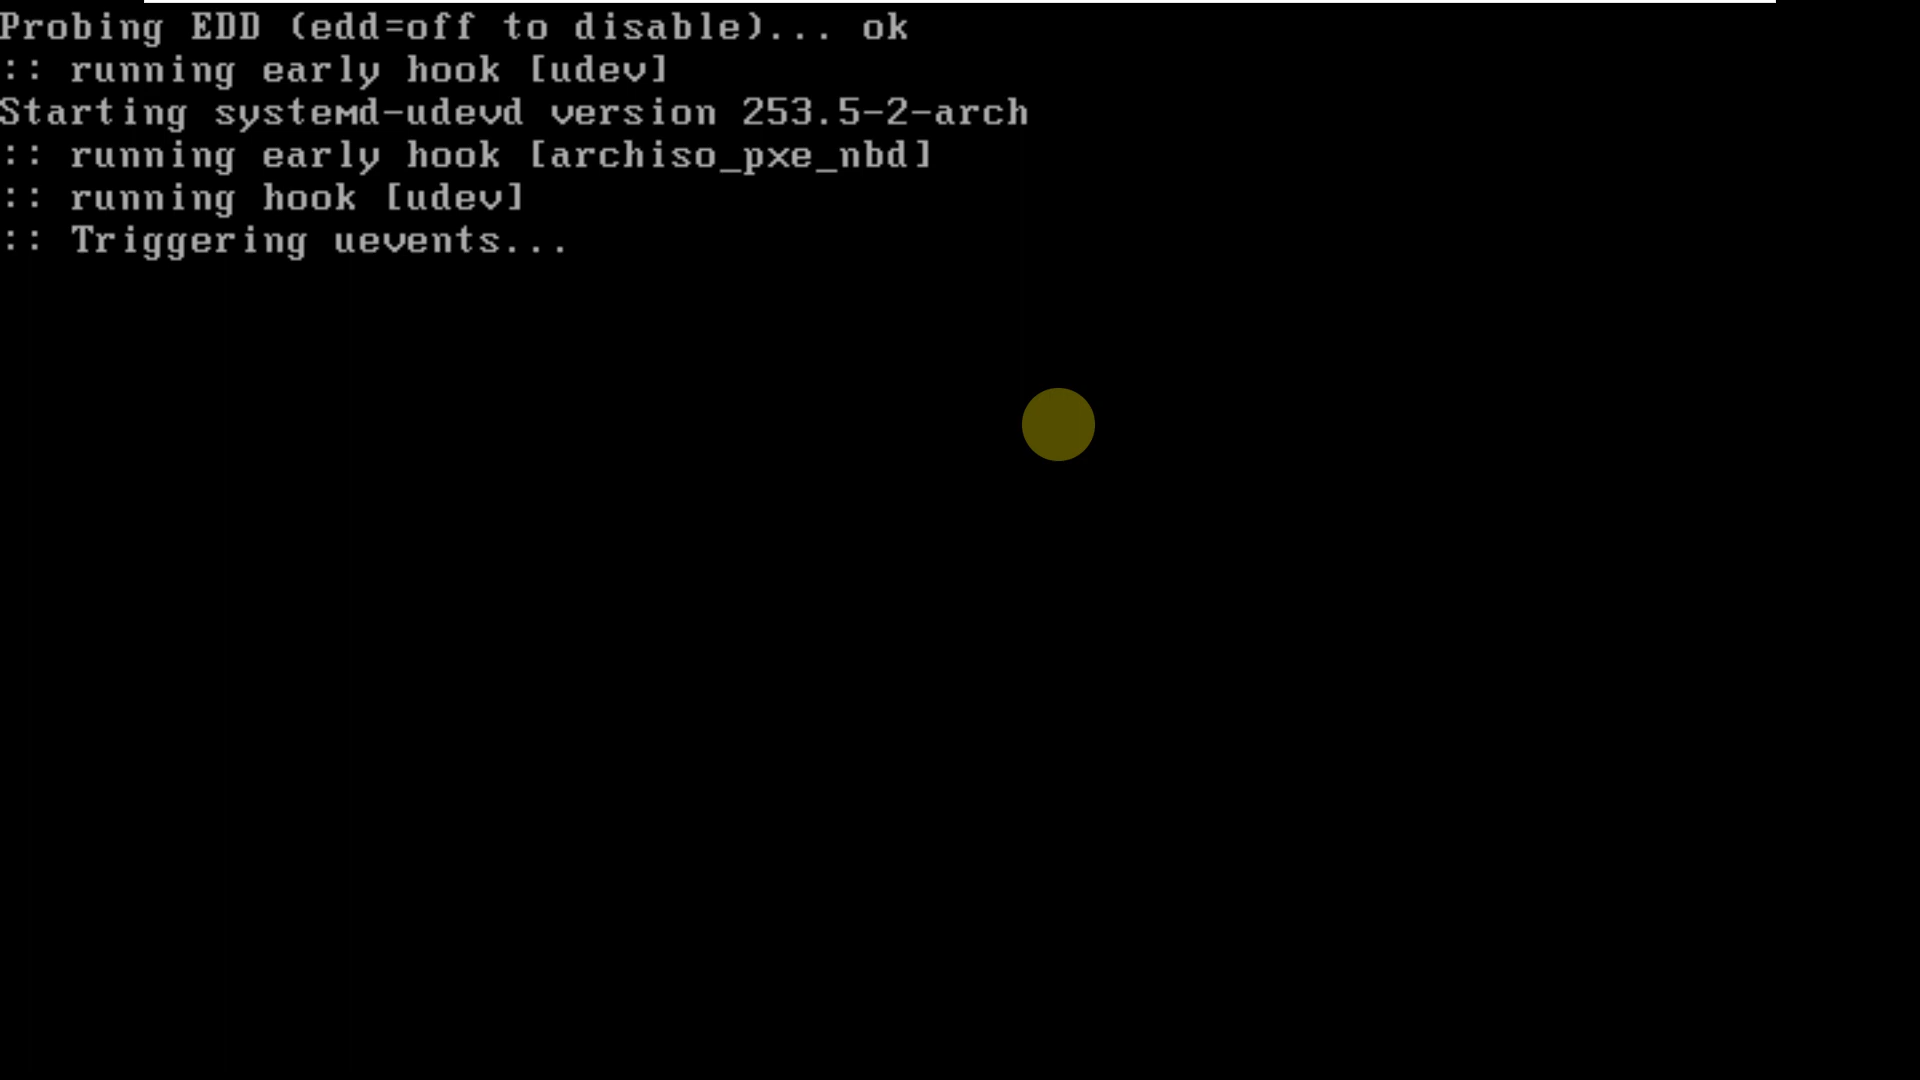 Probing EDD (edd=off to disable)... ok
:: running early hook [udev]
Starting systemd-udevd version 253.5-2-arch
:: running early hook [archiso_pxe_nbd]
:: running hook [udev]
:: Triggering uevents...